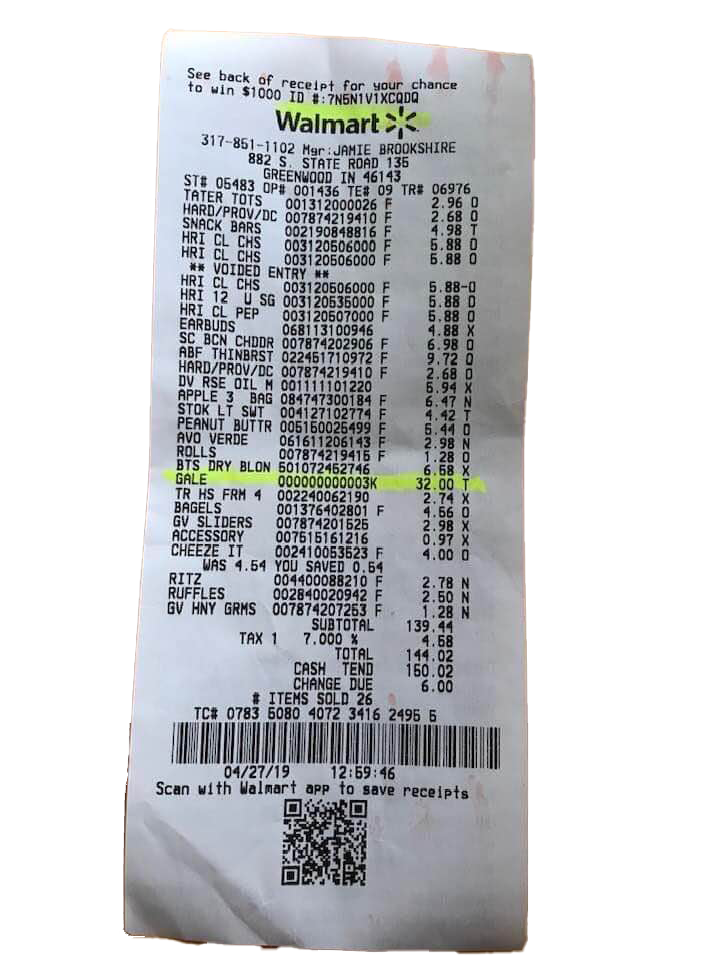 See back of receipt for your chance
to win $1000 ID #:7N5N1V1XCQDQ
Walmart
317-851-1102 Mgr:JAMIE BROOKSHIRE
882 S. STATE ROAD 135
GREENWOOD IN 46143
ST# 05483 OP# 001436 TE# 09 TR# 06976
TATER TOTS 001312000026 F 2.96 O
HARD/PROV/DC 007874219410 F 2.68 O
SNACK BARS 002190848816 F 4.98 T
HRI CL CHS 003120506000 F 5.88 O
HRI CL CHS 003120506000 F 5.88 O
** VOIDED ENTRY **
HRI CL CHS 003120506000 F 5.88-O
HRI 12 U SG 003120535000 F 5.88 O
HRI CL PEP 003120507000 F 5.88 O
EARBUDS 068113100946 4.88 X
SC BCN CHDDR 007874202906 F 6.98 O
ABF THINBRST 022451710972 F 9.72 O
HARD/PROV/DC 007874219410 F 2.68 O
DV RSE OIL M 001111101220 5.94 X
APPLE 3 BAG 084747300184 F 6.47 N
STOK LT SWT 004127102774 F 4.42 T
PEANUT BUTTR 005150025499 F 5.44 O
AVO VERDE 061611206143 F 2.98 N
ROLLS 007874219415 F 1.28 O
BTS DRY BLON 501072452746 6.58 X
GALE 000000000003K 32.00 T
TR HS FRM 4 002240062190 2.74 X
BAGELS 001376402801 F 4.56 O
GV SLIDERS 007874201525 2.98 X
ACCESSORY 007515161216 0.97 X
CHEEZE IT 002410053523 F 4.00 O
WAS 4.54 YOU SAVED 0.54
RITZ 004400088210 F 2.78 N
RUFFLES 002840020942 F 2.50 N
GV HNY GRMS 007874207253 F 1.28 N
SUBTOTAL 139.44
TAX 1 7.000 % 4.58
TOTAL 144.02
CASH TEND 150.02
CHANGE DUE 6.00
# ITEMS SOLD 26
TC# 0783 5080 4072 3416 2495 5
04/27/19 12:59:46
Scan with Walmart app to save receipts